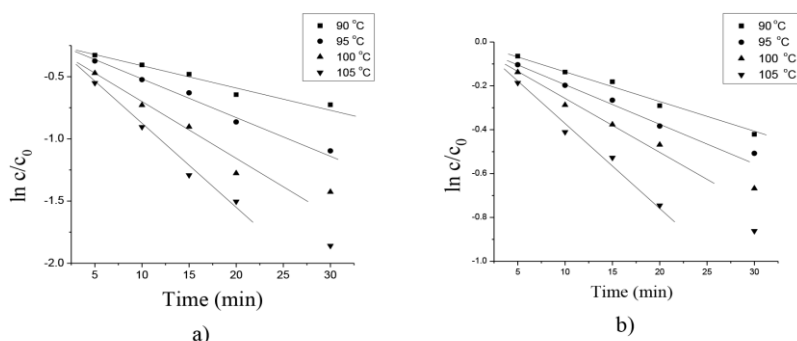 90 °C
95 °C
100 °C
105 °C
-0.5
-1.0
-1.5
-2.0
ln c/c₀
5 10 15 20 25 30
Time (min)
a)
90 °C
95 °C
100 °C
105 °C
0.0
-0.2
-0.4
-0.6
-0.8
-1.0
ln c/c₀
5 10 15 20 25 30
Time (min)
b)